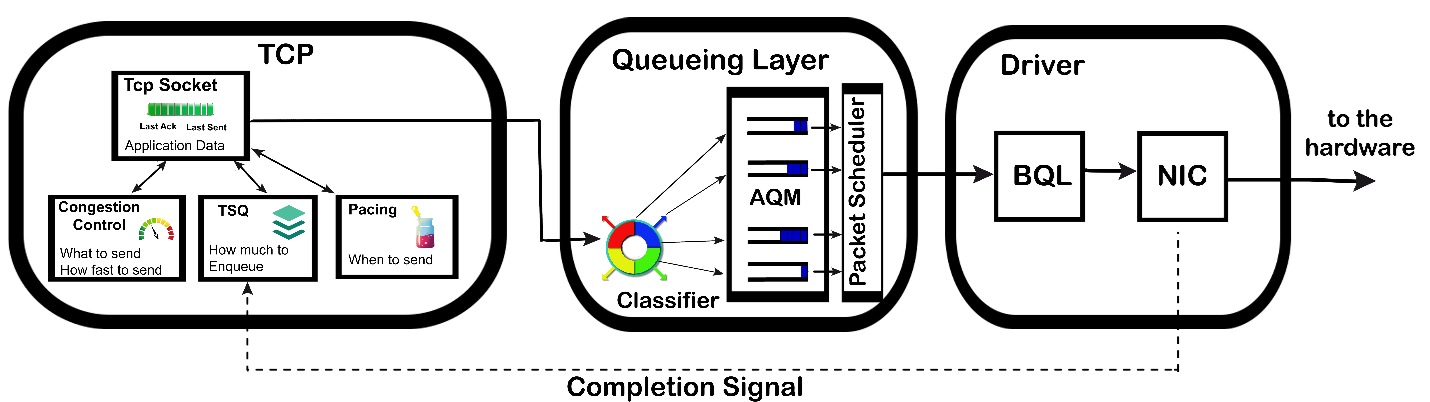 TCP
Tcp Socket
Last Ack Last Sent
Application Data
Congestion
Control
What to send
How fast to send
TSQ
How much to
Enqueue
Pacing
When to send
Queueing Layer
Classifier
AQM
Packet Scheduler
Driver
BQL
NIC
to the
hardware
Completion Signal